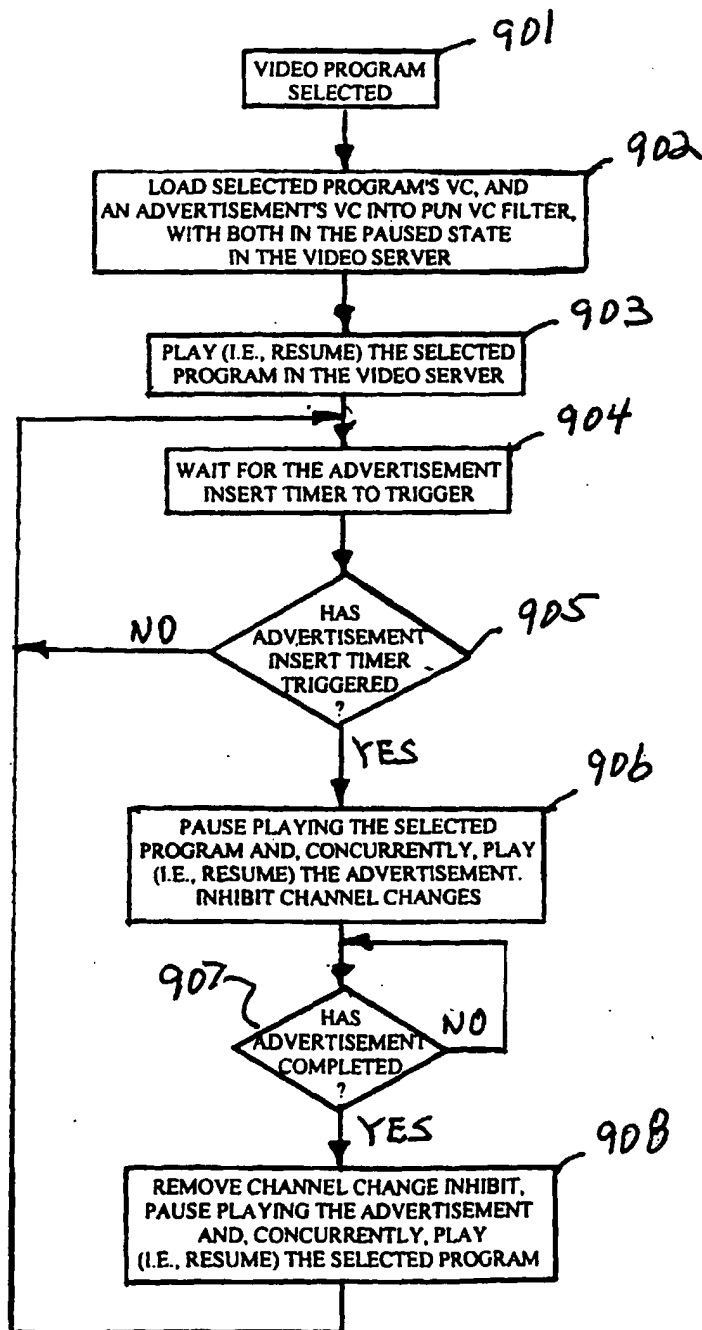 901
VIDEO PROGRAM
SELECTED
902
LOAD SELECTED PROGRAM'S VC, AND
AN ADVERTISEMENT'S VC INTO PUN VC FILTER,
WITH BOTH IN THE PAUSED STATE
IN THE VIDEO SERVER
903
PLAY (I.E., RESUME) THE SELECTED
PROGRAM IN THE VIDEO SERVER
904
WAIT FOR THE ADVERTISEMENT
INSERT TIMER TO TRIGGER
905
NO
HAS
ADVERTISEMENT
INSERT TIMER
TRIGGERED
?
YES
906
PAUSE PLAYING THE SELECTED
PROGRAM AND, CONCURRENTLY, PLAY
(I.E., RESUME) THE ADVERTISEMENT.
INHIBIT CHANNEL CHANGES
907
HAS
ADVERTISEMENT
COMPLETED
?
NO
YES
908
REMOVE CHANNEL CHANGE INHIBIT,
PAUSE PLAYING THE ADVERTISEMENT
AND, CONCURRENTLY, PLAY
(I.E., RESUME) THE SELECTED PROGRAM